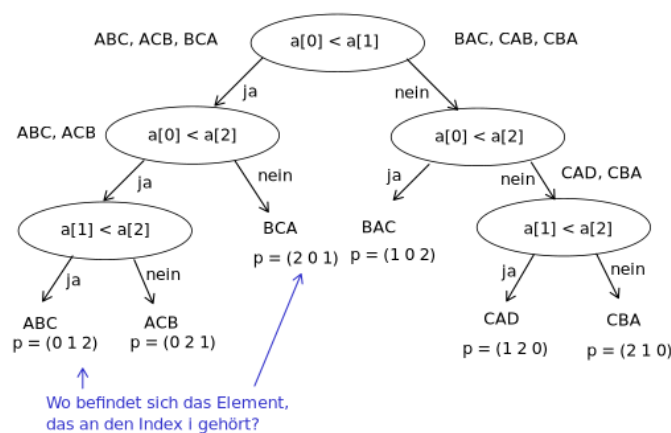 ABC, ACB, BCA
a[0] < a[1]
BAC, CAB, CBA
ja
nein
ABC, ACB
a[0] < a[2]
a[0] < a[2]
ja
nein
ja
nein
CAD, CBA
a[1] < a[2]
BCA
p = (2 0 1)
BAC
p = (1 0 2)
a[1] < a[2]
ja
nein
ja
nein
ABC
p = (0 1 2)
ACB
p = (0 2 1)
CAD
p = (1 2 0)
CBA
p = (2 1 0)
Wo befindet sich das Element,
das an den Index i gehört?